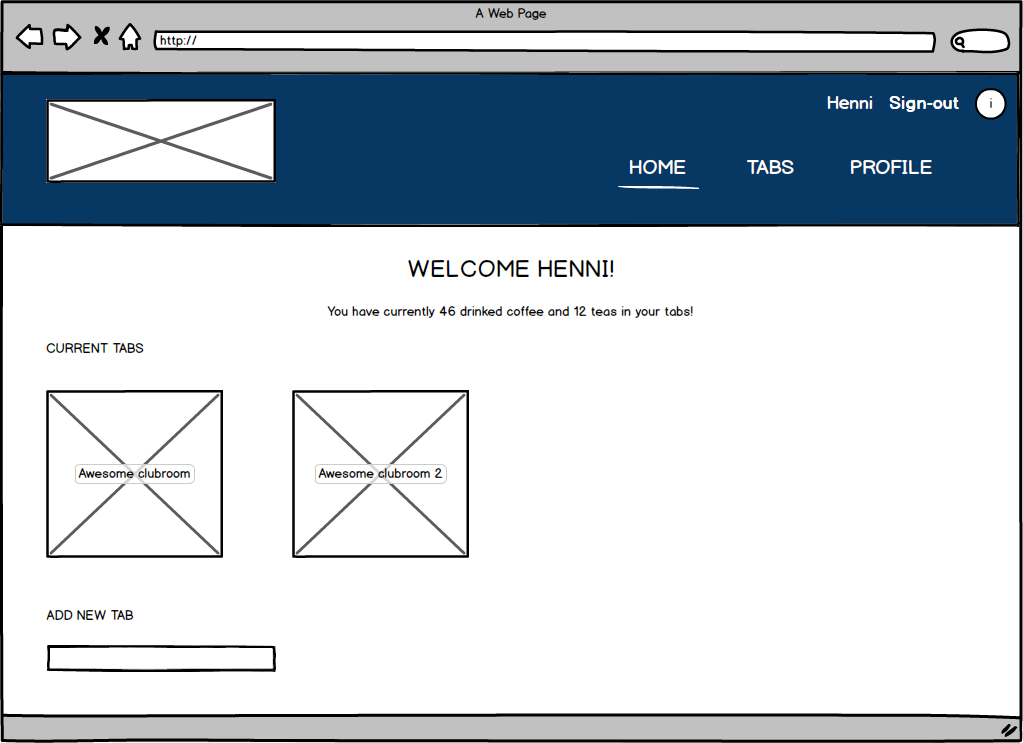 A Web Page
http://
Henni Sign-out i
HOME TABS PROFILE
WELCOME HENNI!
You have currently 46 drinked coffee and 12 teas in your tabs!
CURRENT TABS
Awesome clubroom Awesome clubroom 2
ADD NEW TAB